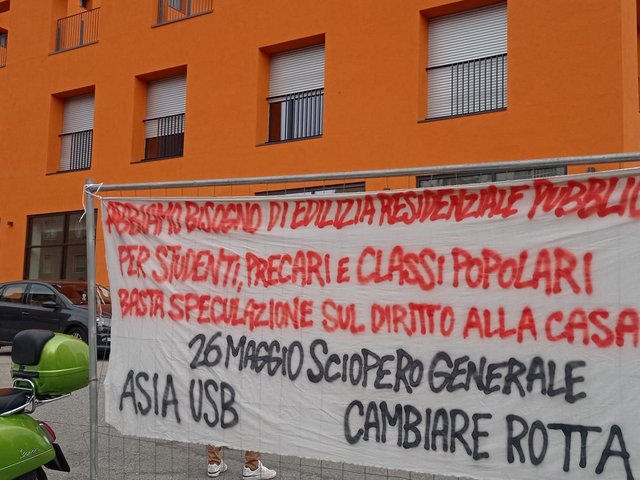 ABBIAMO BISOGNO DI EDILIZIA RESIDENZIALE PUBBLIC
PER STUDENTI, PRECARI E CLASSI POPOLARI
BASTA SPECULAZIONE SUL DIRITTO ALLA CASA
26 MAGGIO SCIOPERO GENERALE
ASIA USB CAMBIARE ROTTA